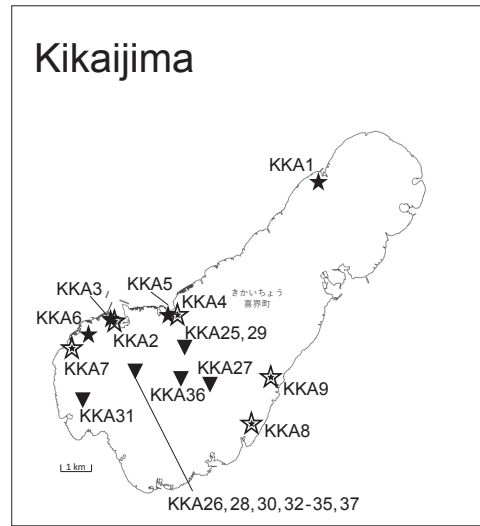 Kikaijima
KKA1
KKA5
KKA3
KKA4
きかいちょう
喜界町
KKA6
KKA2
KKA25, 29
KKA7
KKA27
KKA36
KKA9
KKA31
KKA8
1 km
KKA26, 28, 30, 32-35, 37